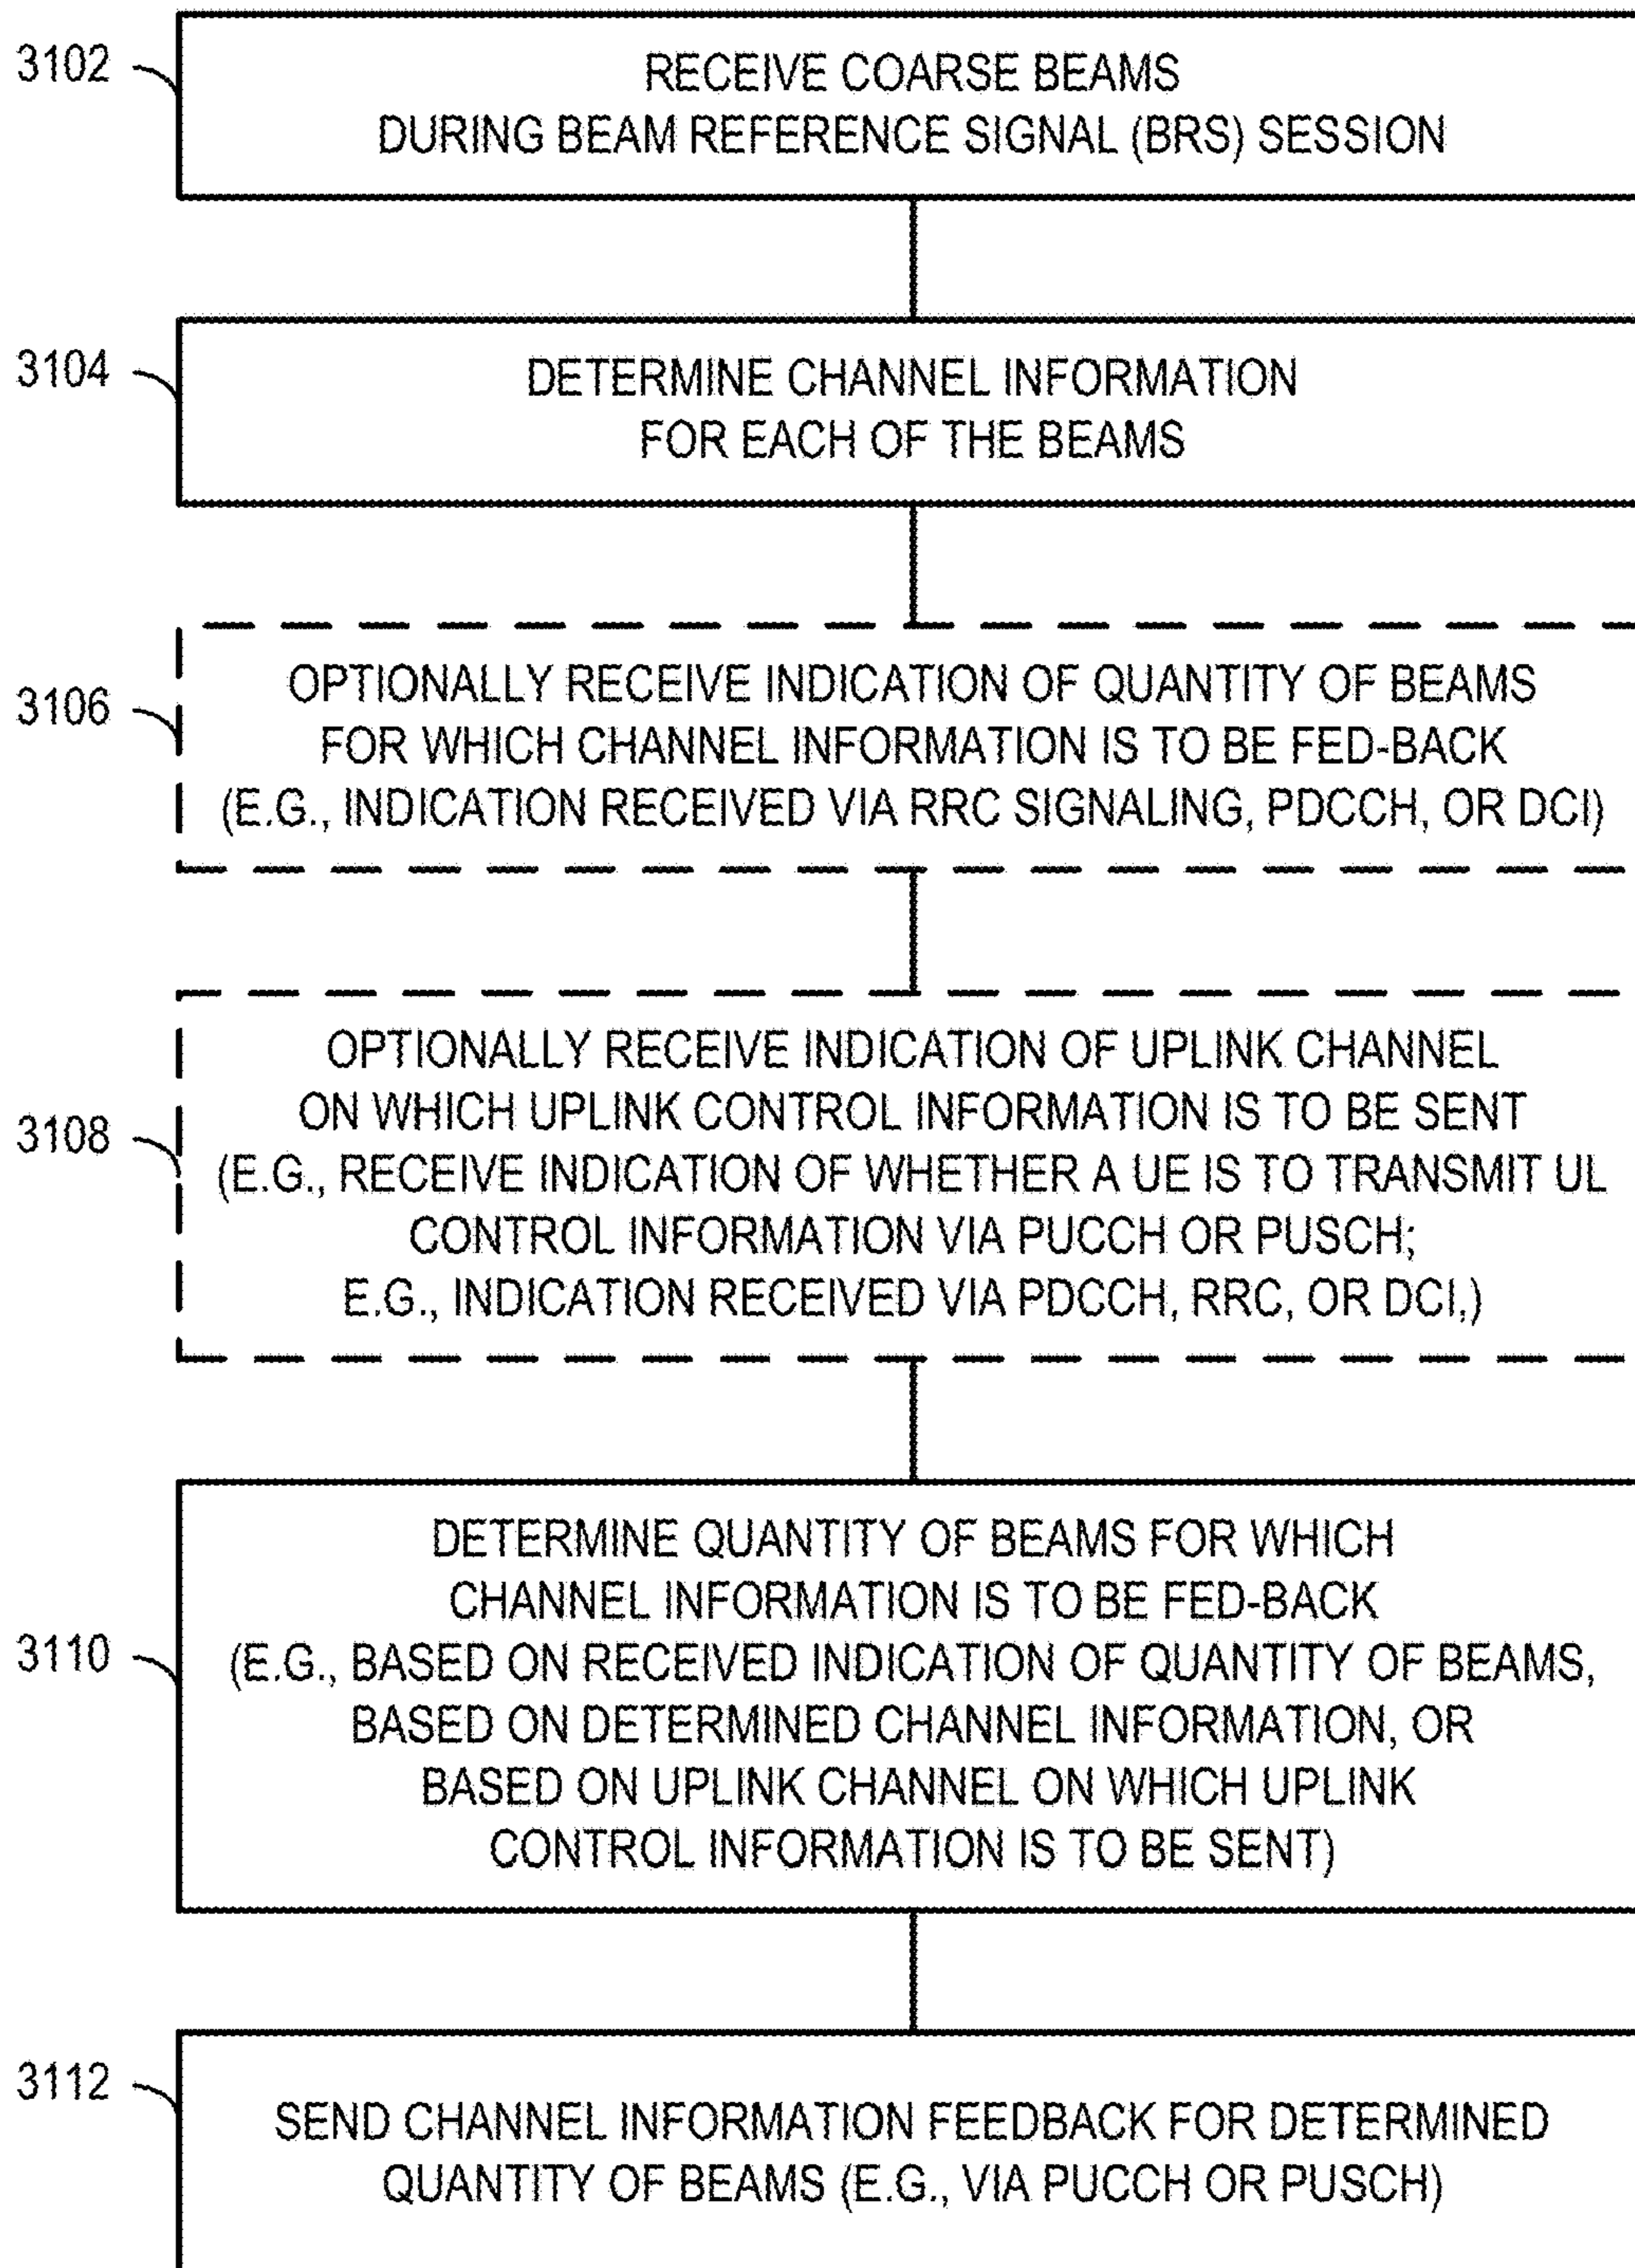 3102
RECEIVE COARSE BEAMS
DURING BEAM REFERENCE SIGNAL (BRS) SESSION
3104
DETERMINE CHANNEL INFORMATION
FOR EACH OF THE BEAMS
3106
OPTIONALLY RECEIVE INDICATION OF QUANTITY OF BEAMS
FOR WHICH CHANNEL INFORMATION IS TO BE FED-BACK
(E.G., INDICATION RECEIVED VIA RRC SIGNALING, PDCCH, OR DCI)
3108
OPTIONALLY RECEIVE INDICATION OF UPLINK CHANNEL
ON WHICH UPLINK CONTROL INFORMATION IS TO BE SENT
(E.G., RECEIVE INDICATION OF WHETHER A UE IS TO TRANSMIT UL
CONTROL INFORMATION VIA PUCCH OR PUSCH;
E.G., INDICATION RECEIVED VIA PDCCH, RRC, OR DCI,)
3110
DETERMINE QUANTITY OF BEAMS FOR WHICH
CHANNEL INFORMATION IS TO BE FED-BACK
(E.G., BASED ON RECEIVED INDICATION OF QUANTITY OF BEAMS,
BASED ON DETERMINED CHANNEL INFORMATION, OR
BASED ON UPLINK CHANNEL ON WHICH UPLINK
CONTROL INFORMATION IS TO BE SENT)
3112
SEND CHANNEL INFORMATION FEEDBACK FOR DETERMINED
QUANTITY OF BEAMS (E.G., VIA PUCCH OR PUSCH)